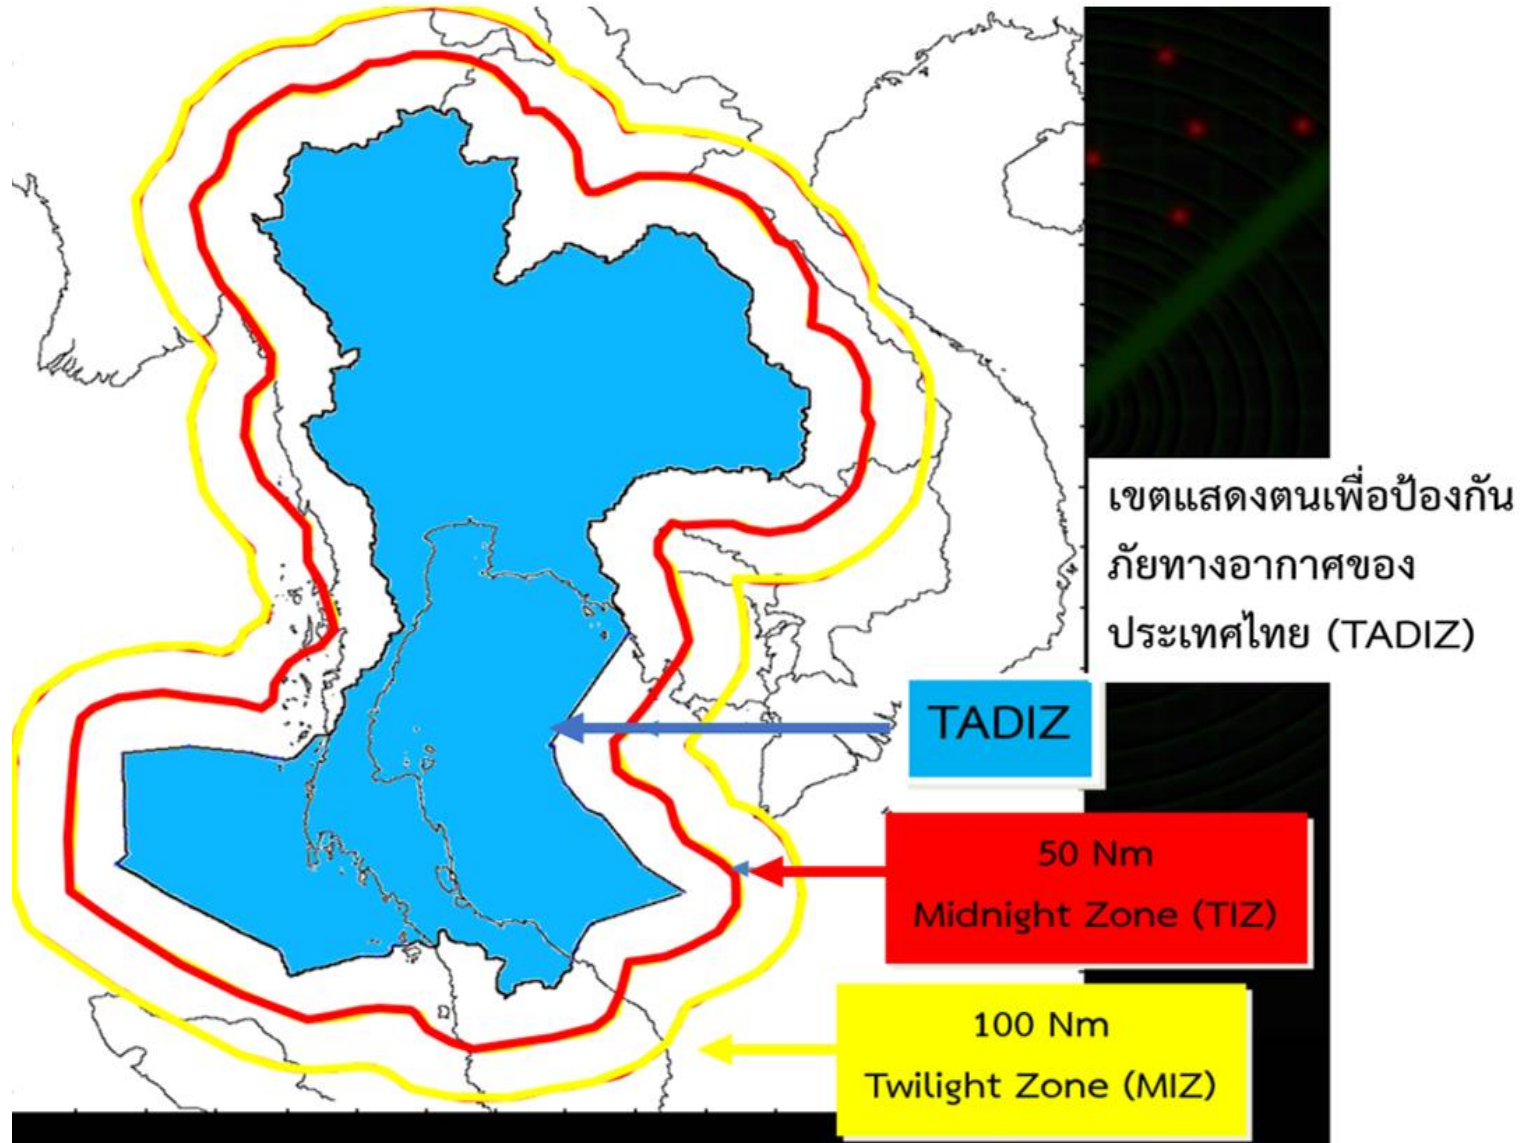 เขตแสดงตนเพื่อป้องกัน
ภัยทางอากาศของ
ประเทศไทย (TADIZ)
TADIZ
50 Nm
Midnight Zone (TIZ)
100 Nm
Twilight Zone (MIZ)